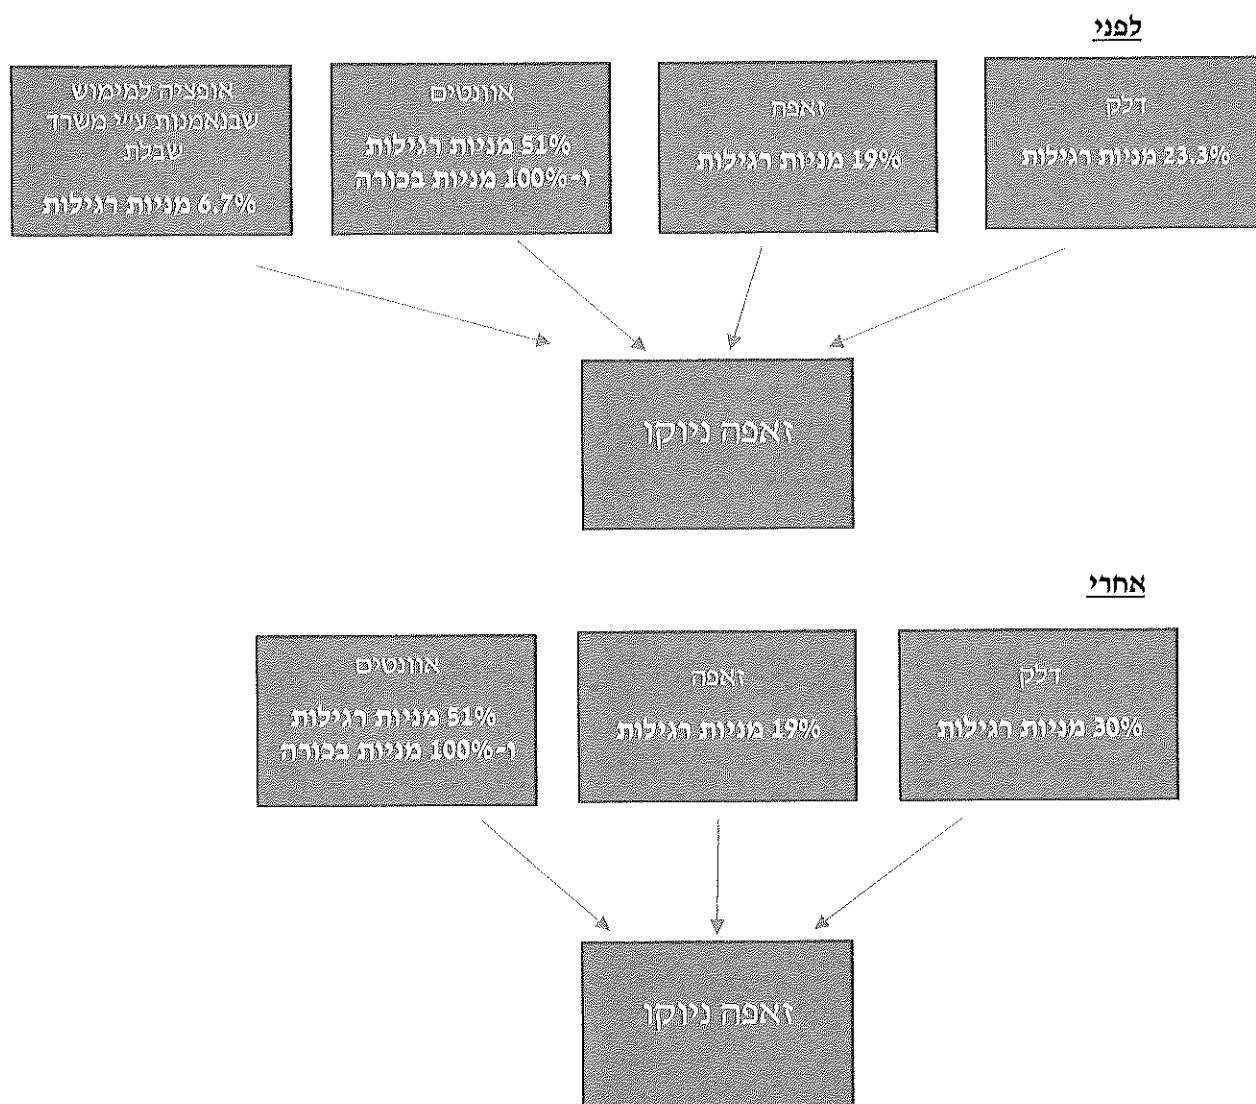 לפני
דלק
23.3% מניות רגילות
זאפה
19% מניות רגילות
אוונטים
51% מניות רגילות
ו-100% מניות בכורה
אופציה למימוש
שבנאמנות ע״י משרד
שבלת
6.7% מניות רגילות
זאפה ניוקו
אחרי
דלק
30% מניות רגילות
זאפה
19% מניות רגילות
אוונטים
51% מניות רגילות
ו-100% מניות בכורה
זאפה ניוקו